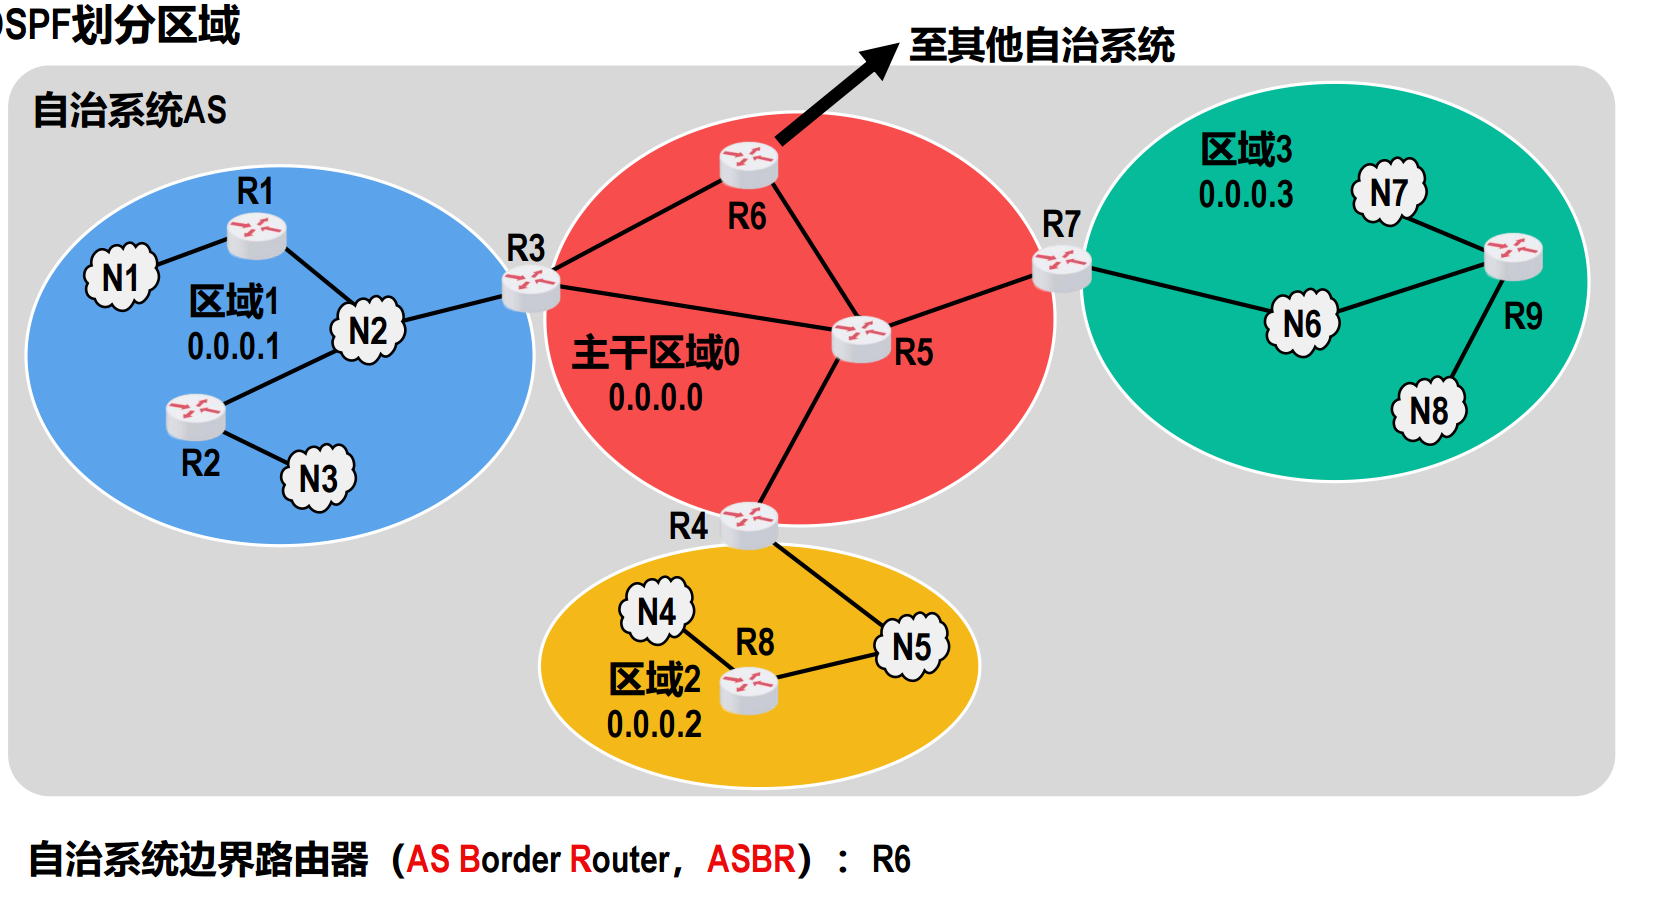 OSPF划分区域
至其他自治系统
自治系统AS
R1
N1
区域1
0.0.0.1
N2
R2
N3
R3
R6
主干区域0
0.0.0.0
R5
R4
R7
区域3
0.0.0.3
N7
N6
R9
N8
N4
R8
N5
区域2
0.0.0.2
自治系统边界路由器（AS Border Router，ASBR）：R6